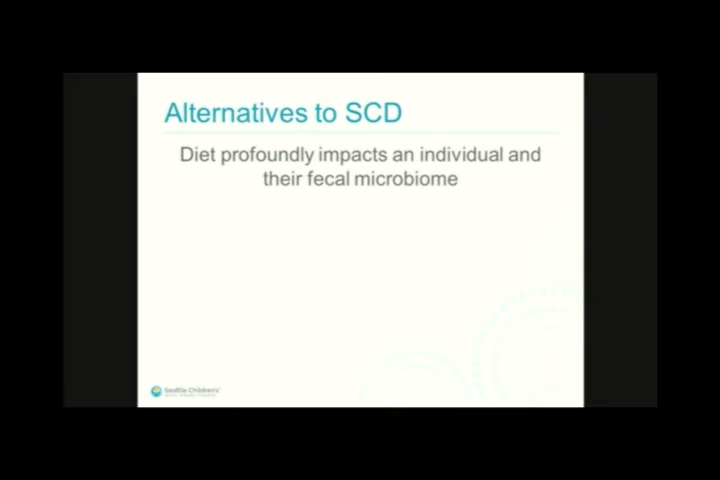 Alternatives to SCD
Diet profoundly impacts an individual and
their fecal microbiome
Seattle Children's